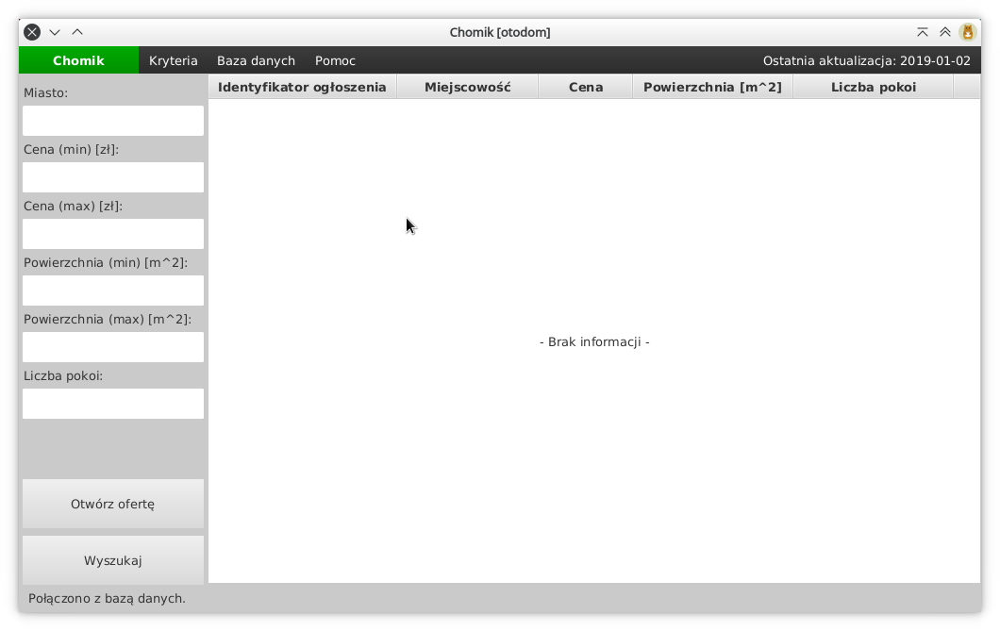 Chomik [otodom]
Chomik Kryteria Baza danych Pomoc Ostatnia aktualizacja: 2019-01-02
Identyfikator ogłoszenia Miejscowość Cena Powierzchnia [m^2] Liczba pokoi
Miasto:
Cena (min) [zł]:
Cena (max) [zł]:
Powierzchnia (min) [m^2]:
Powierzchnia (max) [m^2]:
Liczba pokoi:
- Brak informacji -
Otwórz ofertę
Wyszukaj
Połączono z bazą danych.